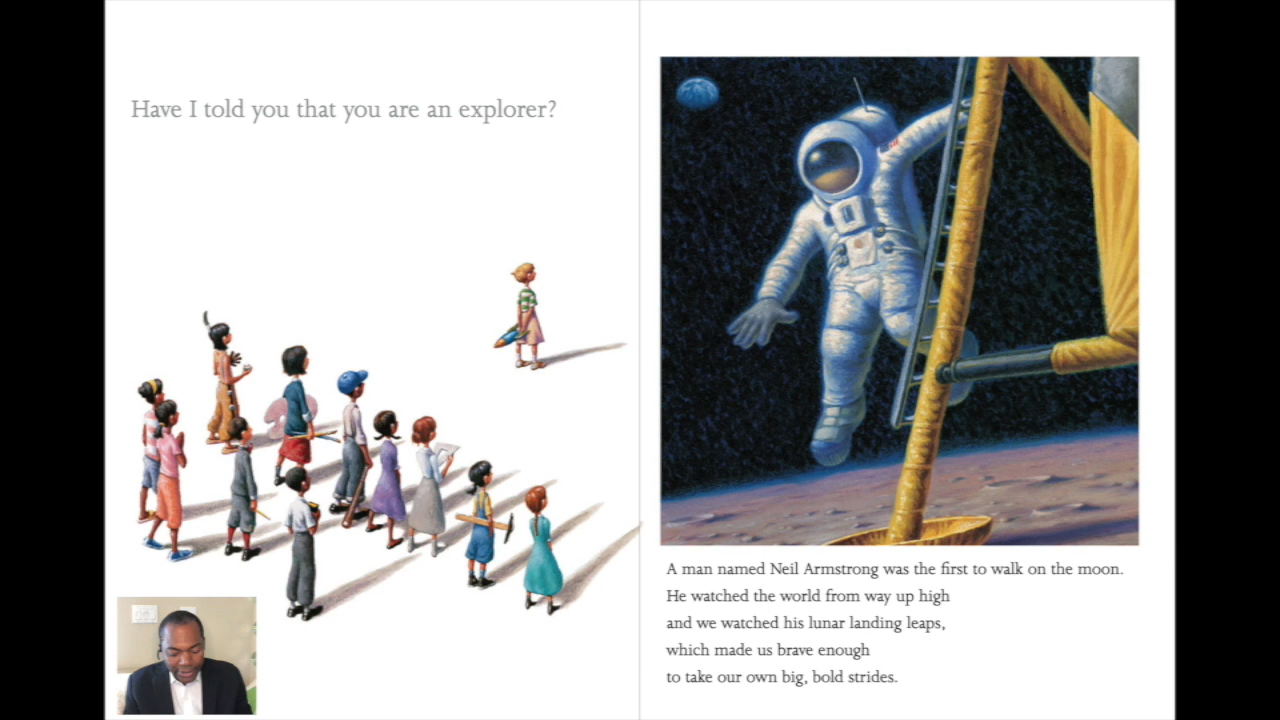 Have I told you that you are an explorer?
A man named Neil Armstrong was the first to walk on the moon.
He watched the world from way up high
and we watched his lunar landing leaps,
which made us brave enough
to take our own big, bold strides.